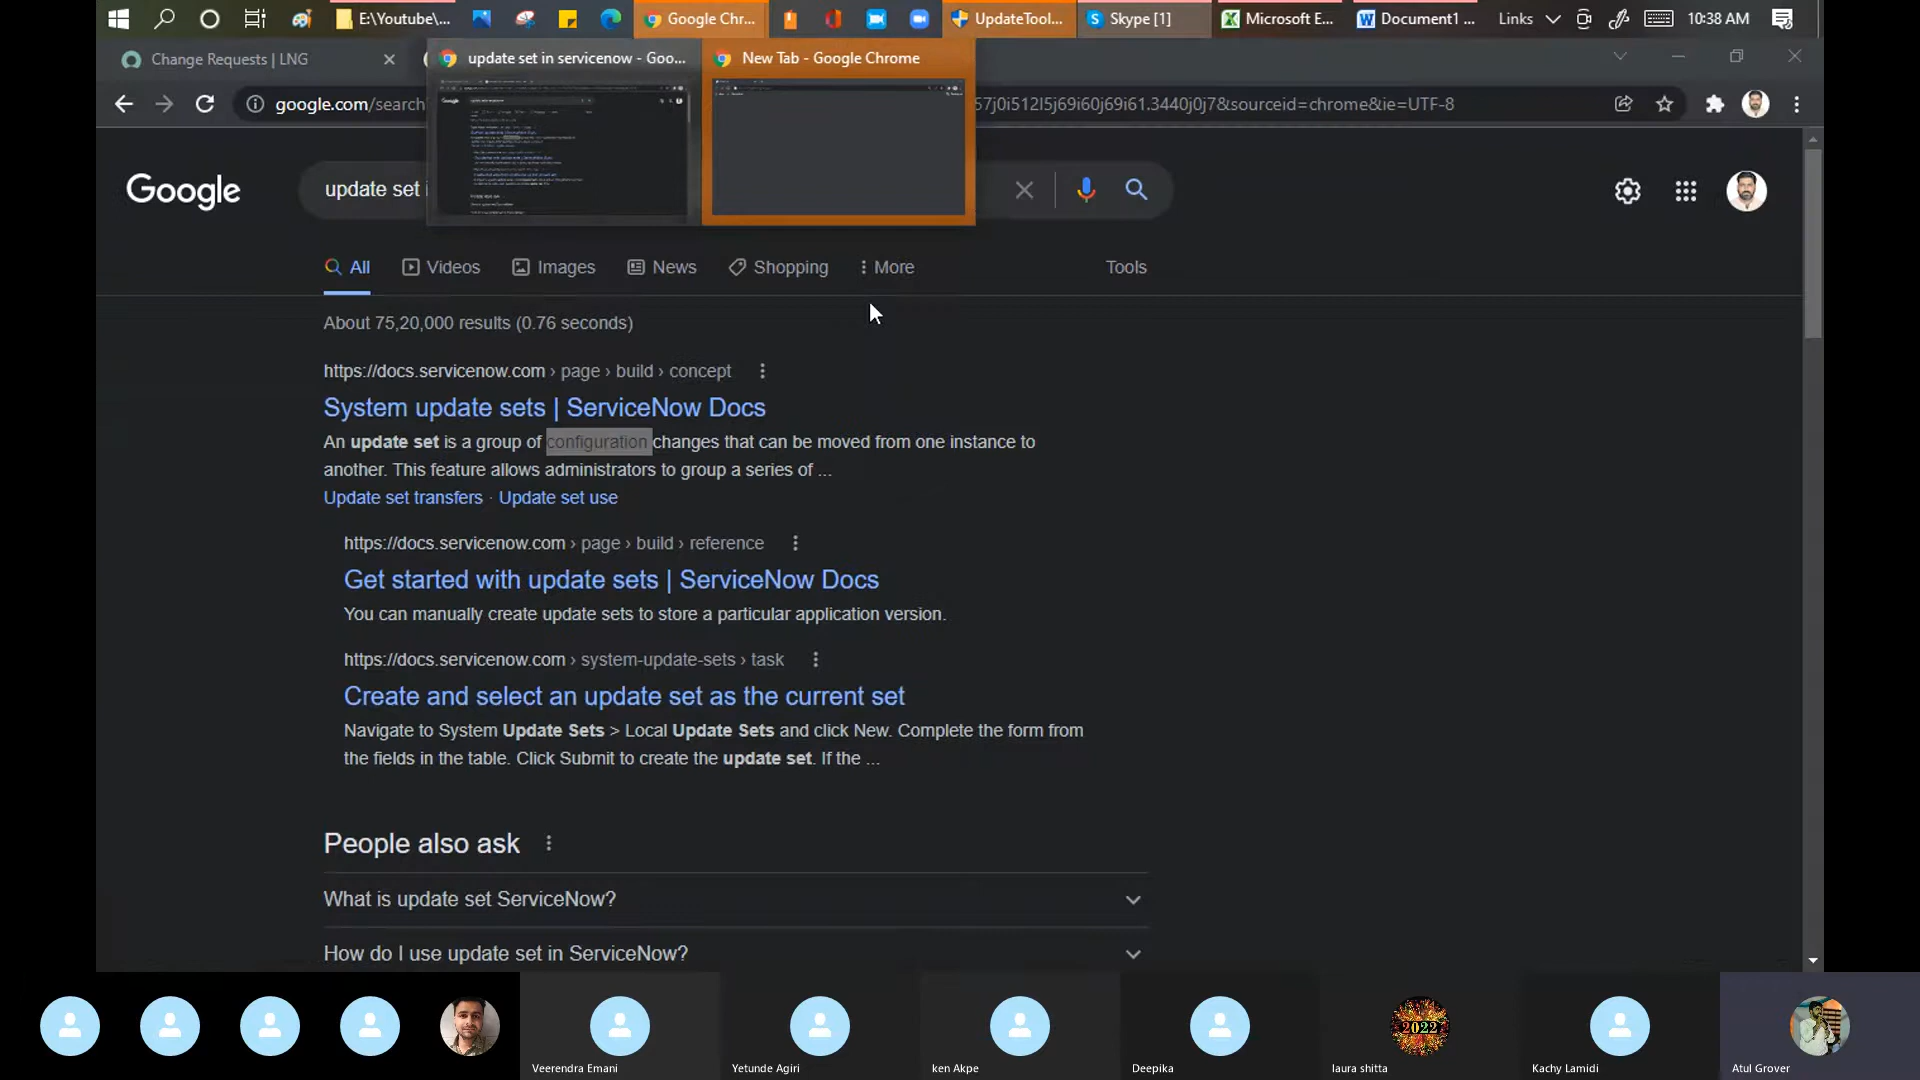 E:\Youtube\...
Google Chr...
UpdateTool...
Skype [1]
Microsoft E...
Document1 ...
Links
10:38 AM
Change Requests | LNG
update set in servicenow - Goo...
New Tab - Google Chrome
google.com/search
57j0i512l5j69i60j69i61.3440j0j7&sourceid=chrome&ie=UTF-8
Google
update set i
All
Videos
Images
News
Shopping
More
Tools
About 75,20,000 results (0.76 seconds)
https://docs.servicenow.com › page › build › concept
System update sets | ServiceNow Docs
An update set is a group of configuration changes that can be moved from one instance to
another. This feature allows administrators to group a series of ...
Update set transfers · Update set use
https://docs.servicenow.com › page › build › reference
Get started with update sets | ServiceNow Docs
You can manually create update sets to store a particular application version.
https://docs.servicenow.com › system-update-sets › task
Create and select an update set as the current set
Navigate to System Update Sets > Local Update Sets and click New. Complete the form from
the fields in the table. Click Submit to create the update set. If the ...
People also ask
What is update set ServiceNow?
How do I use update set in ServiceNow?
2022
Veerendra Emani
Yetunde Agiri
ken Akpe
Deepika
laura shitta
Kachy Lamidi
Atul Grover